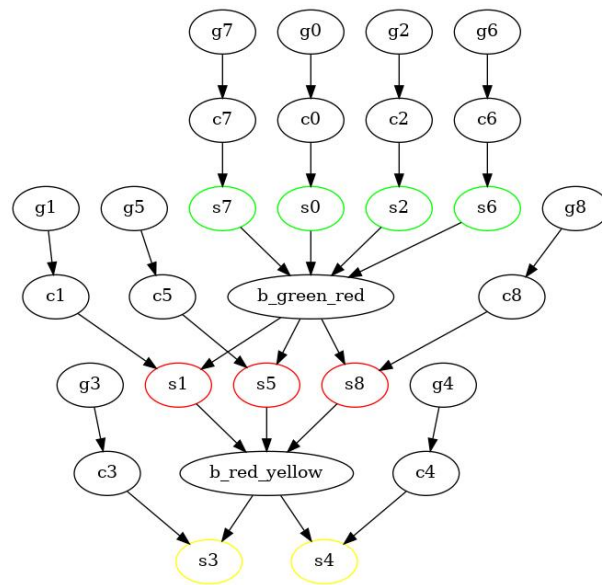 g7 g0 g2 g6
c7 c0 c2 c6
g1 g5 s7 s0 s2 s6 g8
c1 c5 b_green_red c8
g3 s1 s5 s8 g4
c3 b_red_yellow c4
s3 s4